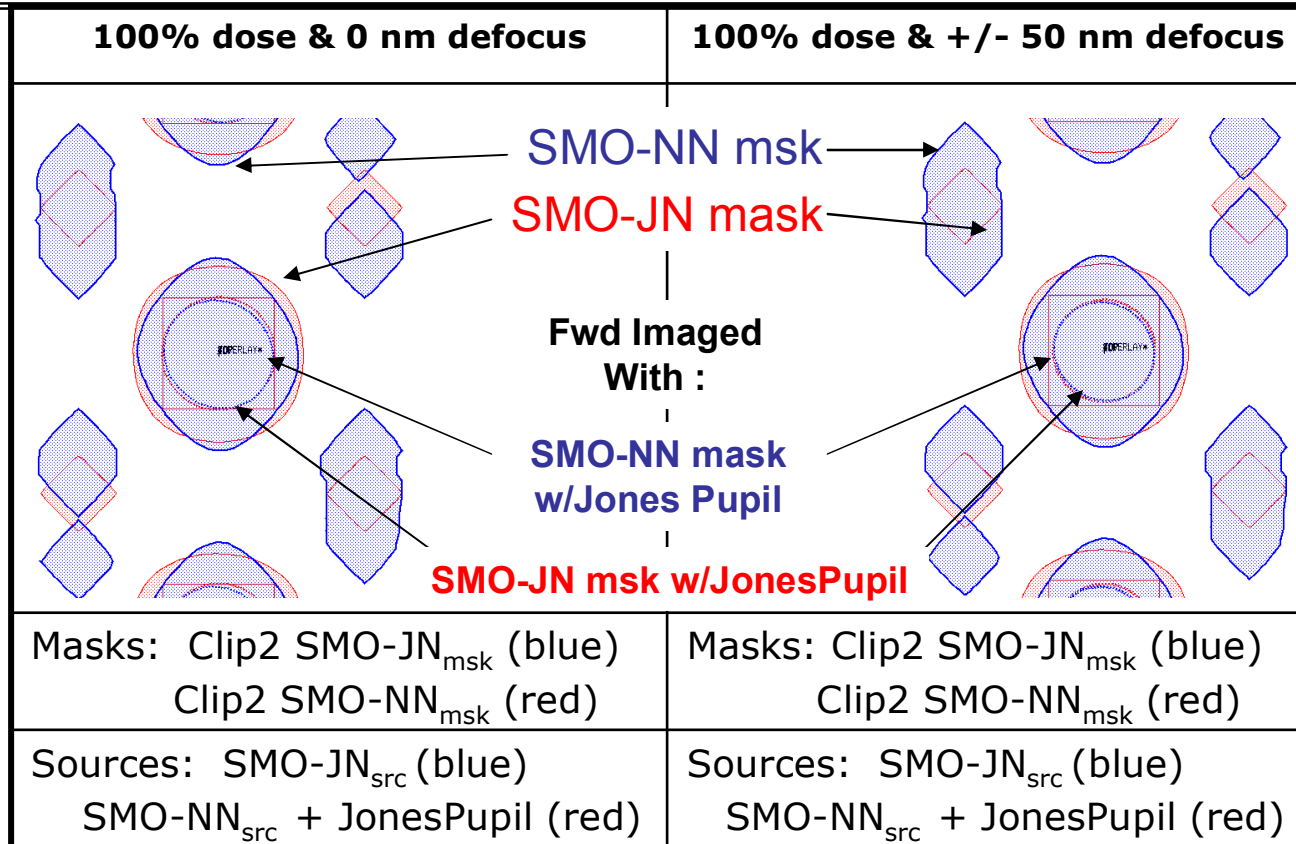 100% dose & 0 nm defocus
100% dose & +/- 50 nm defocus
SMO-NN msk
SMO-JN mask
Fwd Imaged
With :
SMO-NN mask
w/Jones Pupil
SMO-JN msk w/JonesPupil
Masks: Clip2 SMO-JNmsk (blue)
Clip2 SMO-NNmsk (red)
Masks: Clip2 SMO-JNmsk (blue)
Clip2 SMO-NNmsk (red)
Sources: SMO-JNsrc (blue)
SMO-NNsrc + JonesPupil (red)
Sources: SMO-JNsrc (blue)
SMO-NNsrc + JonesPupil (red)